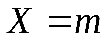 X = m